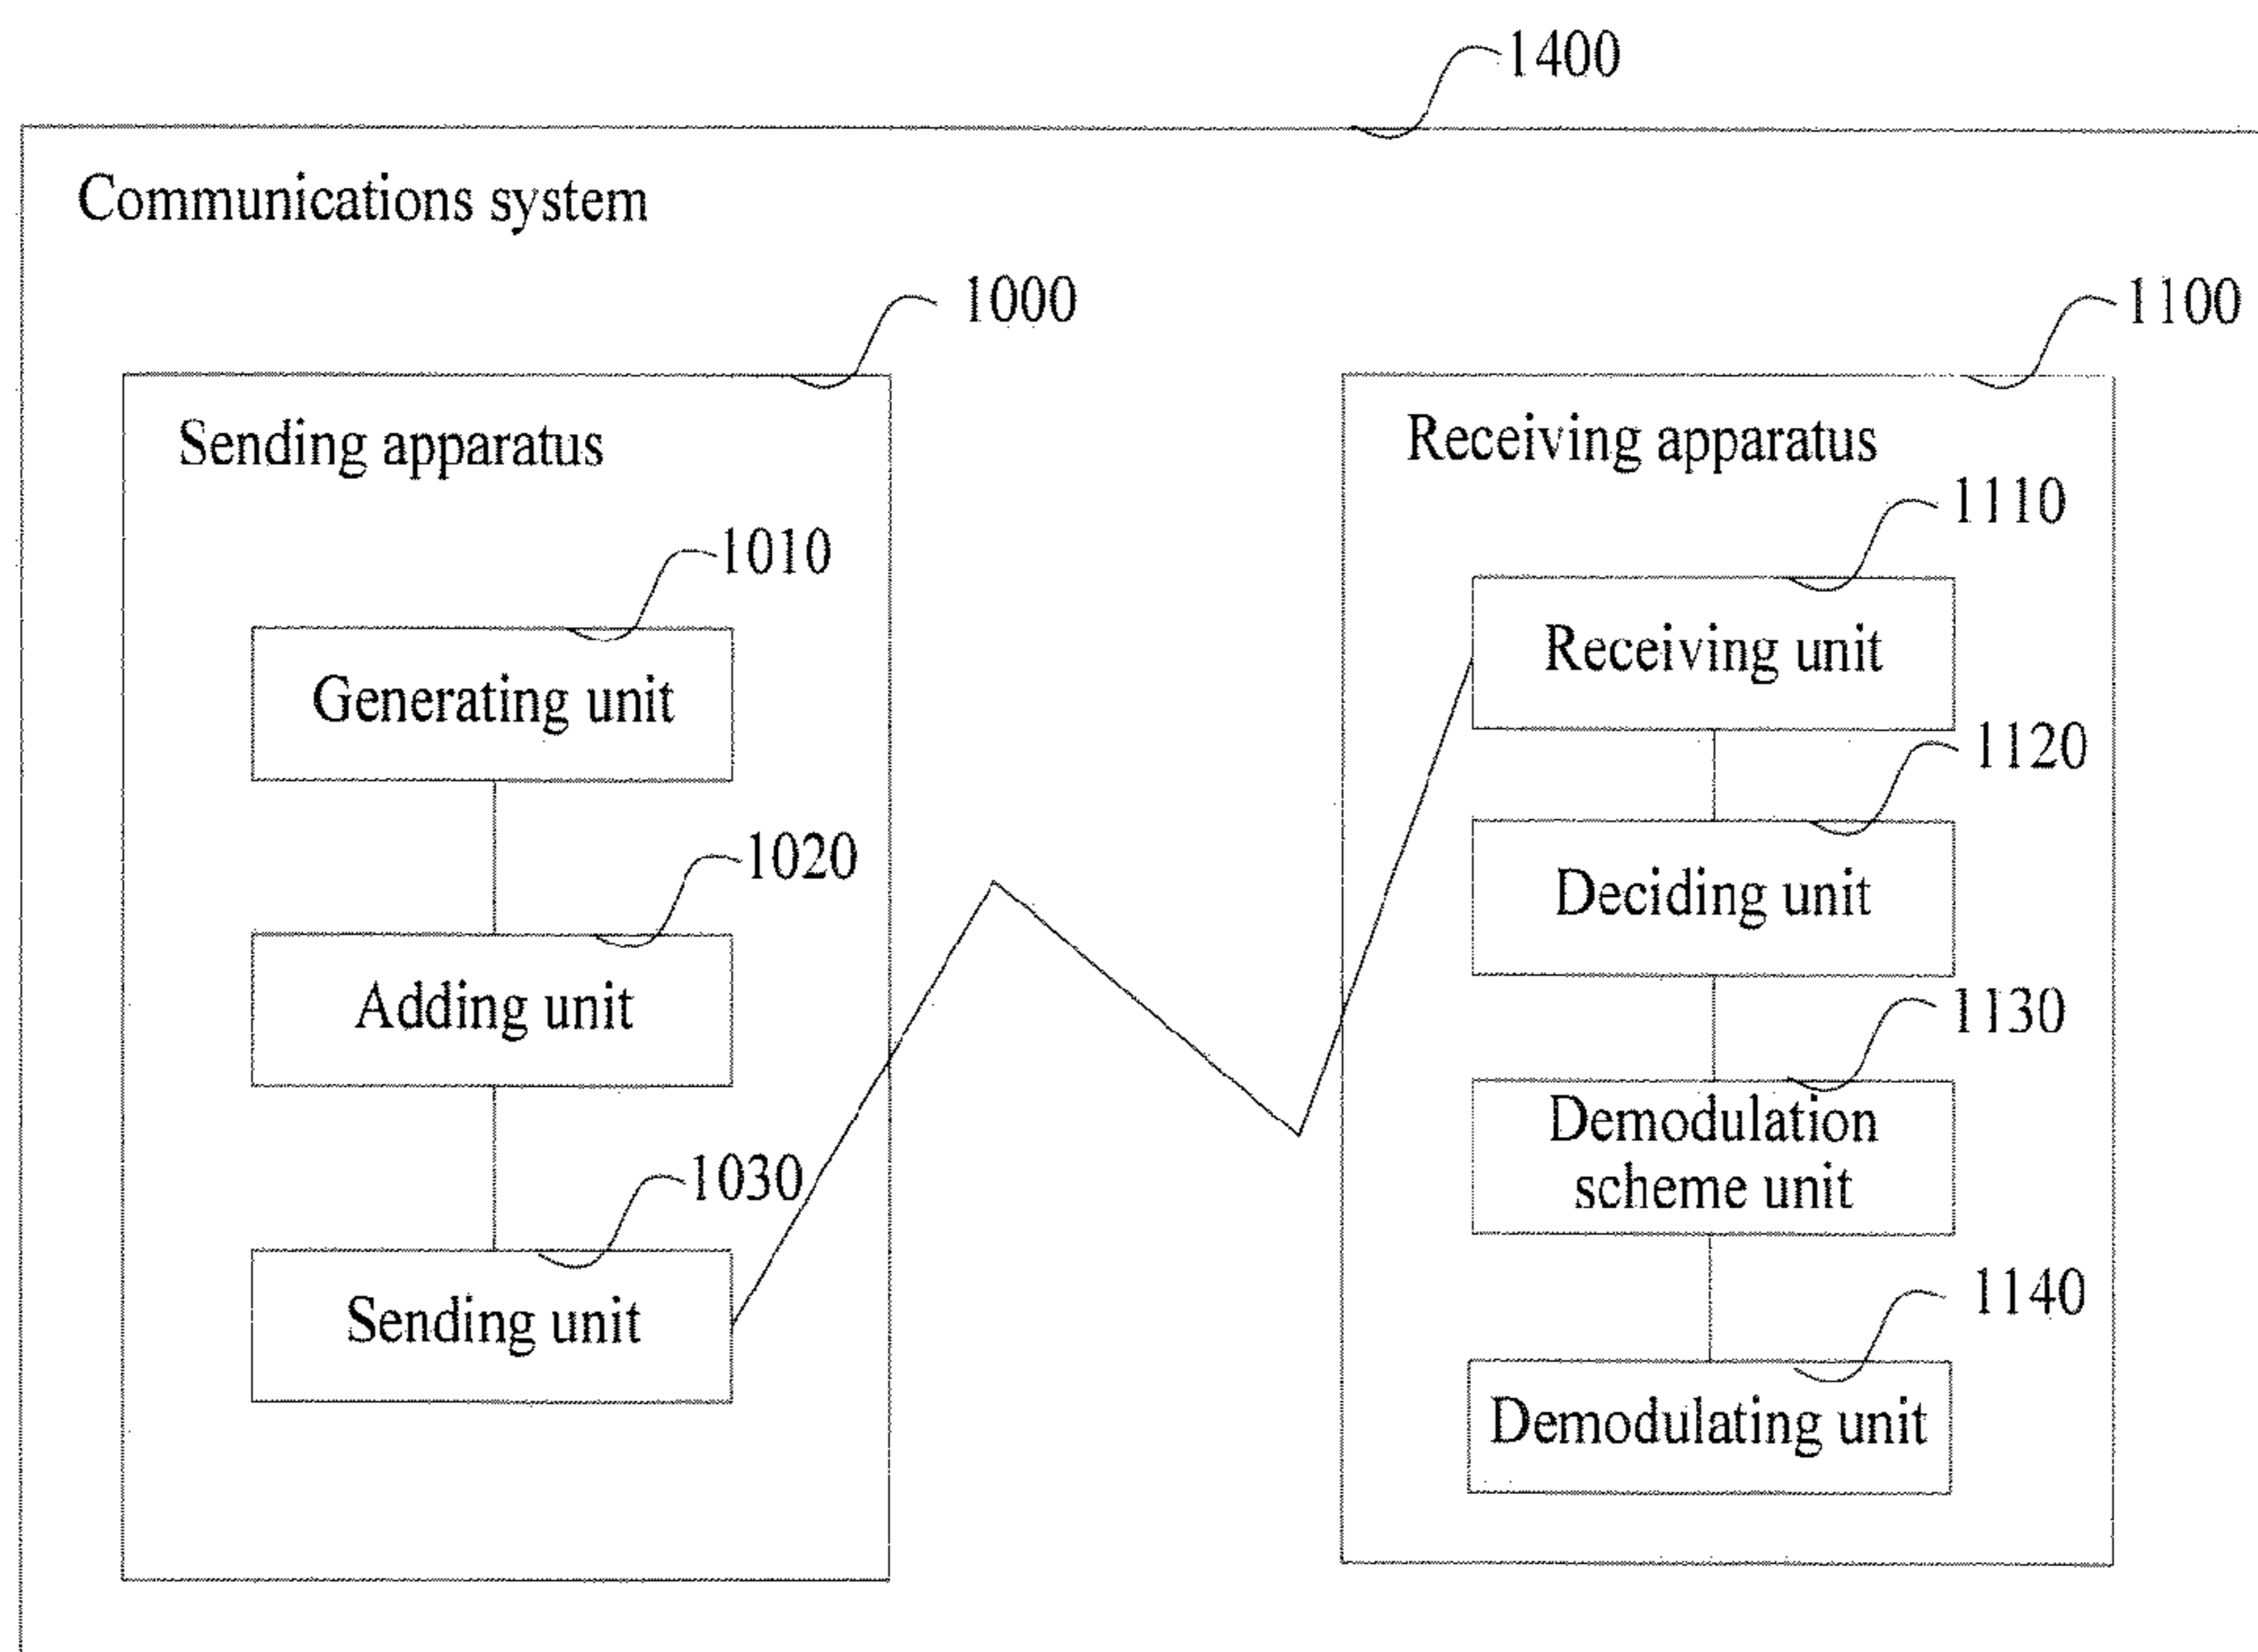 1400
Communications system
1000
1100
Sending apparatus
Receiving apparatus
1010
1110
Generating unit
Receiving unit
1020
1120
Adding unit
Deciding unit
1030
1130
Sending unit
Demodulation
scheme unit
1140
Demodulating unit